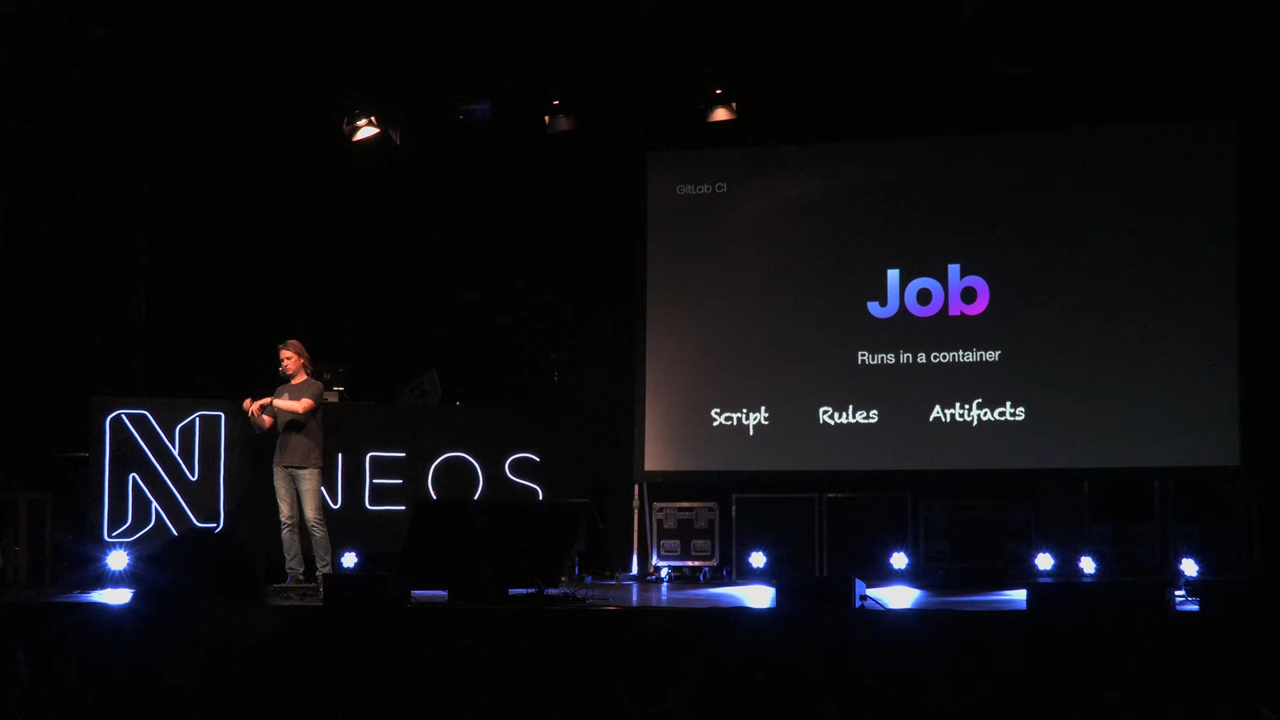 GitLab CI
Job
Runs in a container
Script Rules Artifacts
N NEOS